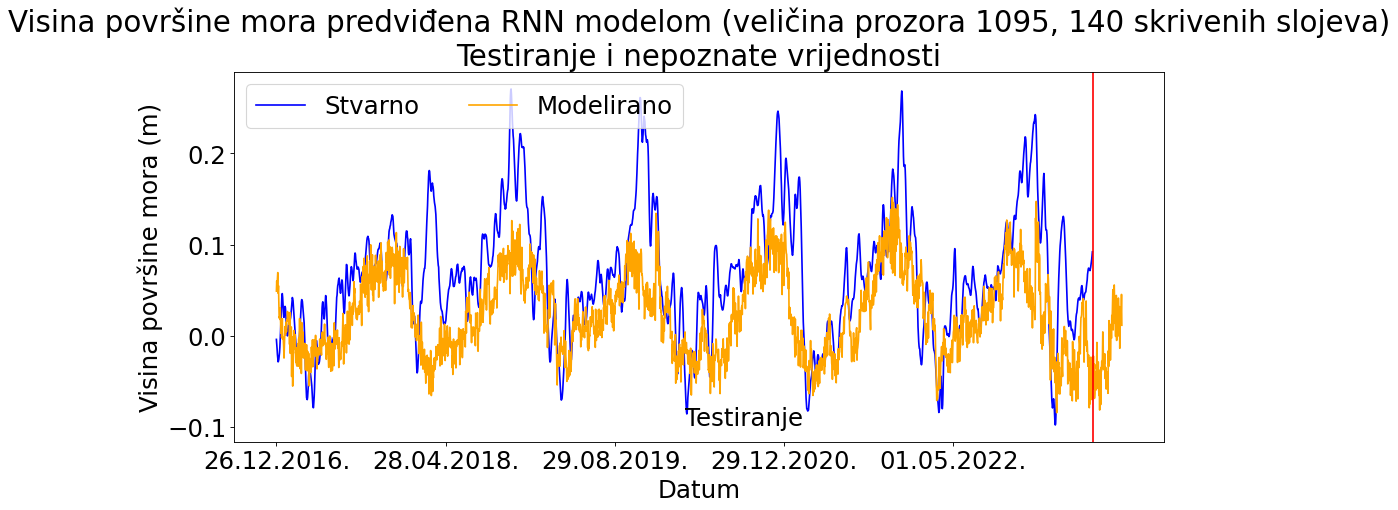 Visina površine mora predviđena RNN modelom (veličina prozora 1095, 140 skrivenih slojeva)
Testiranje i nepoznate vrijednosti
Stvarno Modelirano
Visina površine mora (m)
0.2
0.1
0.0
−0.1
Testiranje
26.12.2016. 28.04.2018. 29.08.2019. 29.12.2020. 01.05.2022.
Datum